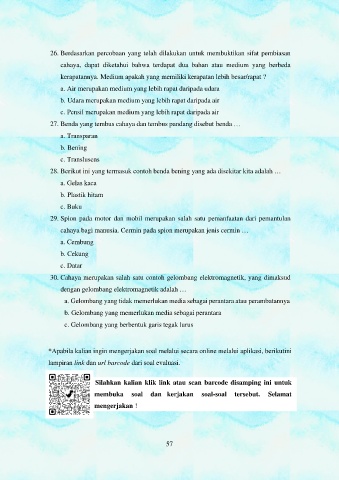 26. Berdasarkan percobaan yang telah dilakukan untuk membuktikan sifat pembiasan
cahaya, dapat diketahui bahwa terdapat dua bahan atau medium yang berbeda
kerapatannya. Medium apakah yang memiliki kerapatan lebih besar/rapat ?
a. Air merupakan medium yang lebih rapat daripada udara
b. Udara merupakan medium yang lebih rapat daripada air
c. Pensil merupakan medium yang lebih rapat daripada air
27. Benda yang tembus cahaya dan tembus pandang disebut benda …
a. Transparan
b. Bening
c. Translusens
28. Berikut ini yang termasuk contoh benda bening yang ada disekitar kita adalah …
a. Gelas kaca
b. Plastik hitam
c. Buku
29. Spion pada motor dan mobil merupakan salah satu pemanfaatan dari pemantulan
cahaya bagi manusia. Cermin pada spion merupakan jenis cermin …
a. Cembung
b. Cekung
c. Datar
30. Cahaya merupakan salah satu contoh gelombang elektromagnetik, yang dimaksud
dengan gelombang elektromagnetik adalah …
a. Gelombang yang tidak memerlukan media sebagai perantara atau perambatannya
b. Gelombang yang memerlukan media sebagai perantara
c. Gelombang yang berbentuk garis tegak lurus
*Apabila kalian ingin mengerjakan soal melalui secara online melalui aplikasi, berikutini
lampiran link dan url barcode dari soal evaluasi.
Silahkan kalian klik link atau scan barcode disamping ini untuk
membuka soal dan kerjakan soal-soal tersebut. Selamat
mengerjakan !
57